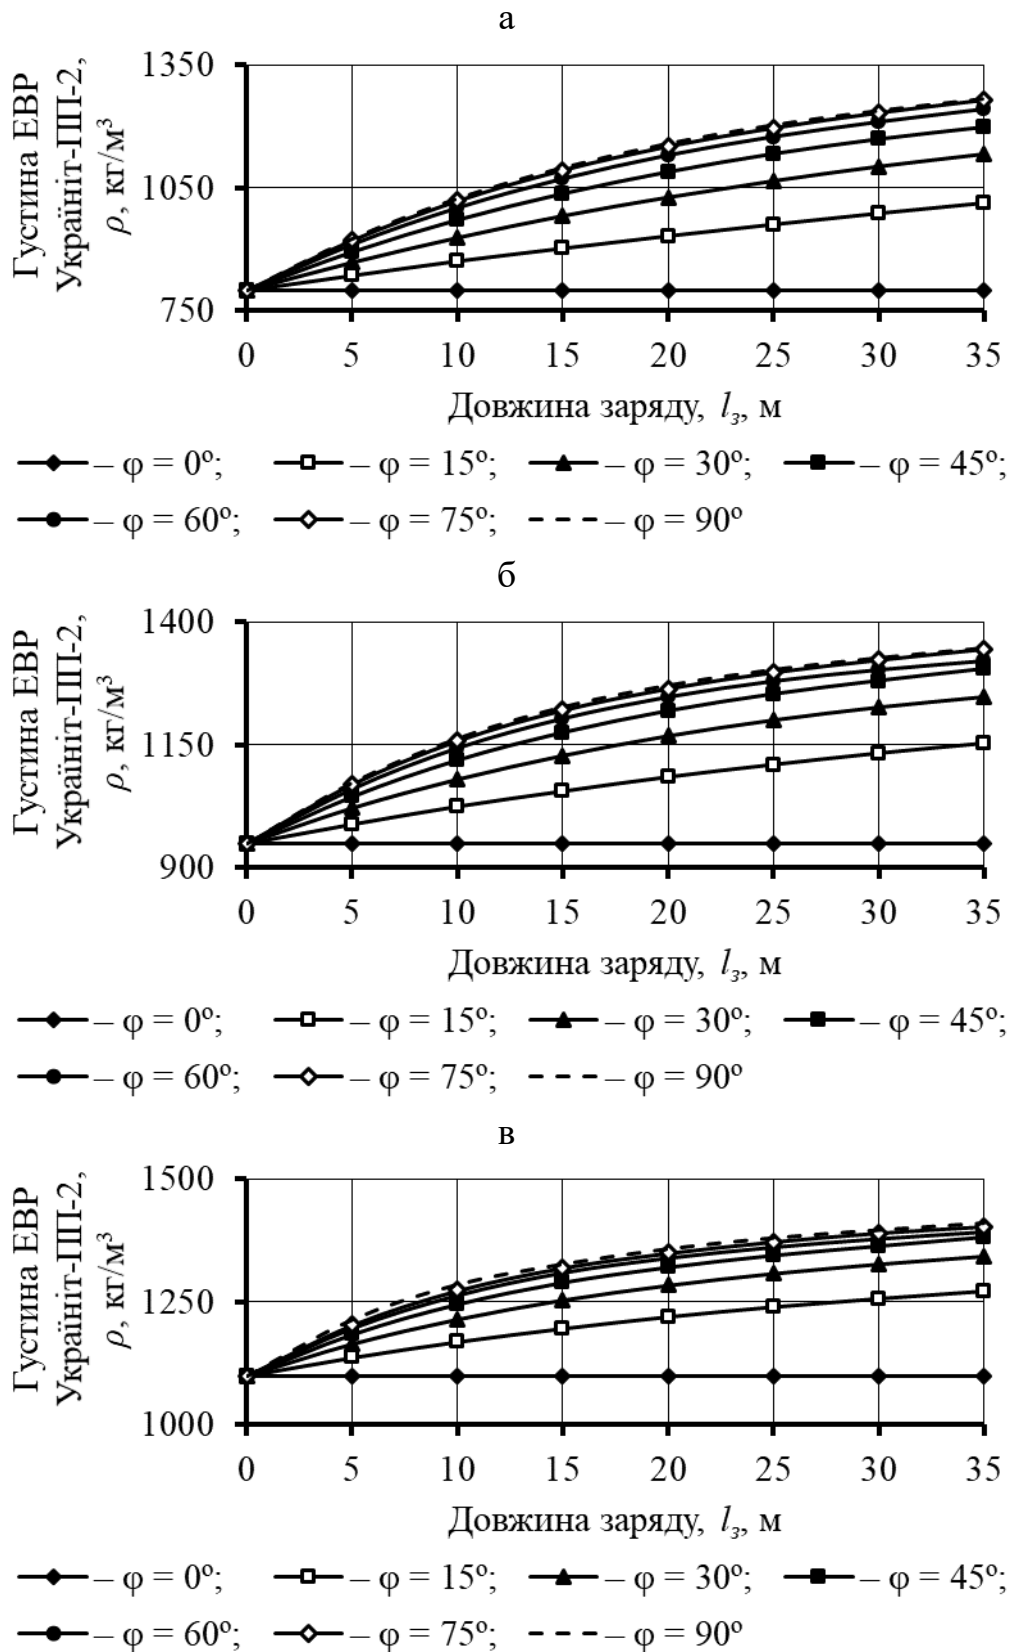 а
Густина ЕВР
Українiт-ПП-2,
ρ, кг/м³
1350
1050
750
0 5 10 15 20 25 30 35
Довжина заряду, lз, м
– φ = 0º; – φ = 15º; – φ = 30º; – φ = 45º;
– φ = 60º; – φ = 75º; – φ = 90º
б
Густина ЕВР
Українiт-ПП-2,
ρ, кг/м³
1400
1150
900
0 5 10 15 20 25 30 35
Довжина заряду, lз, м
– φ = 0º; – φ = 15º; – φ = 30º; – φ = 45º;
– φ = 60º; – φ = 75º; – φ = 90º
в
Густина ЕВР
Українiт-ПП-2,
ρ, кг/м³
1500
1250
1000
0 5 10 15 20 25 30 35
Довжина заряду, lз, м
– φ = 0º; – φ = 15º; – φ = 30º; – φ = 45º;
– φ = 60º; – φ = 75º; – φ = 90º